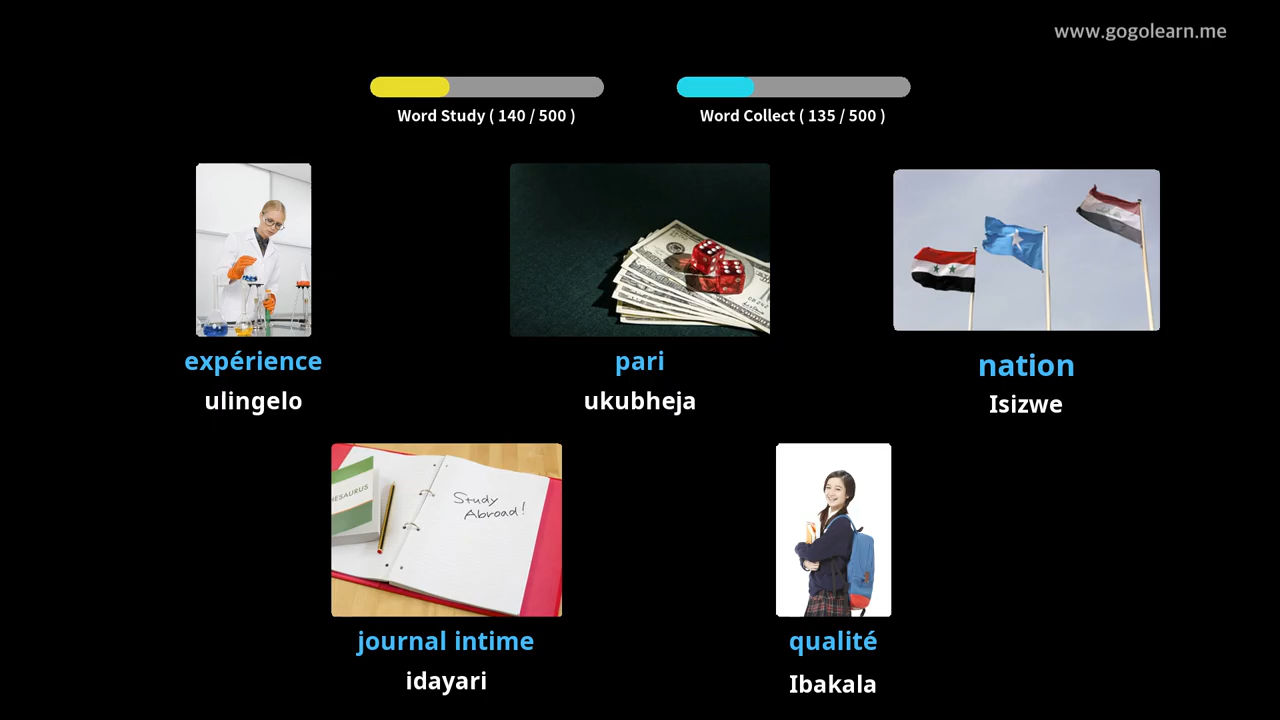 www.gogolearn.me
Word Study ( 140 / 500 )
Word Collect ( 135 / 500 )
expérience
ulingelo
pari
ukubheja
nation
Isizwe
HESAURUS
Study
Abroad!
journal intime
idayari
qualité
Ibakala